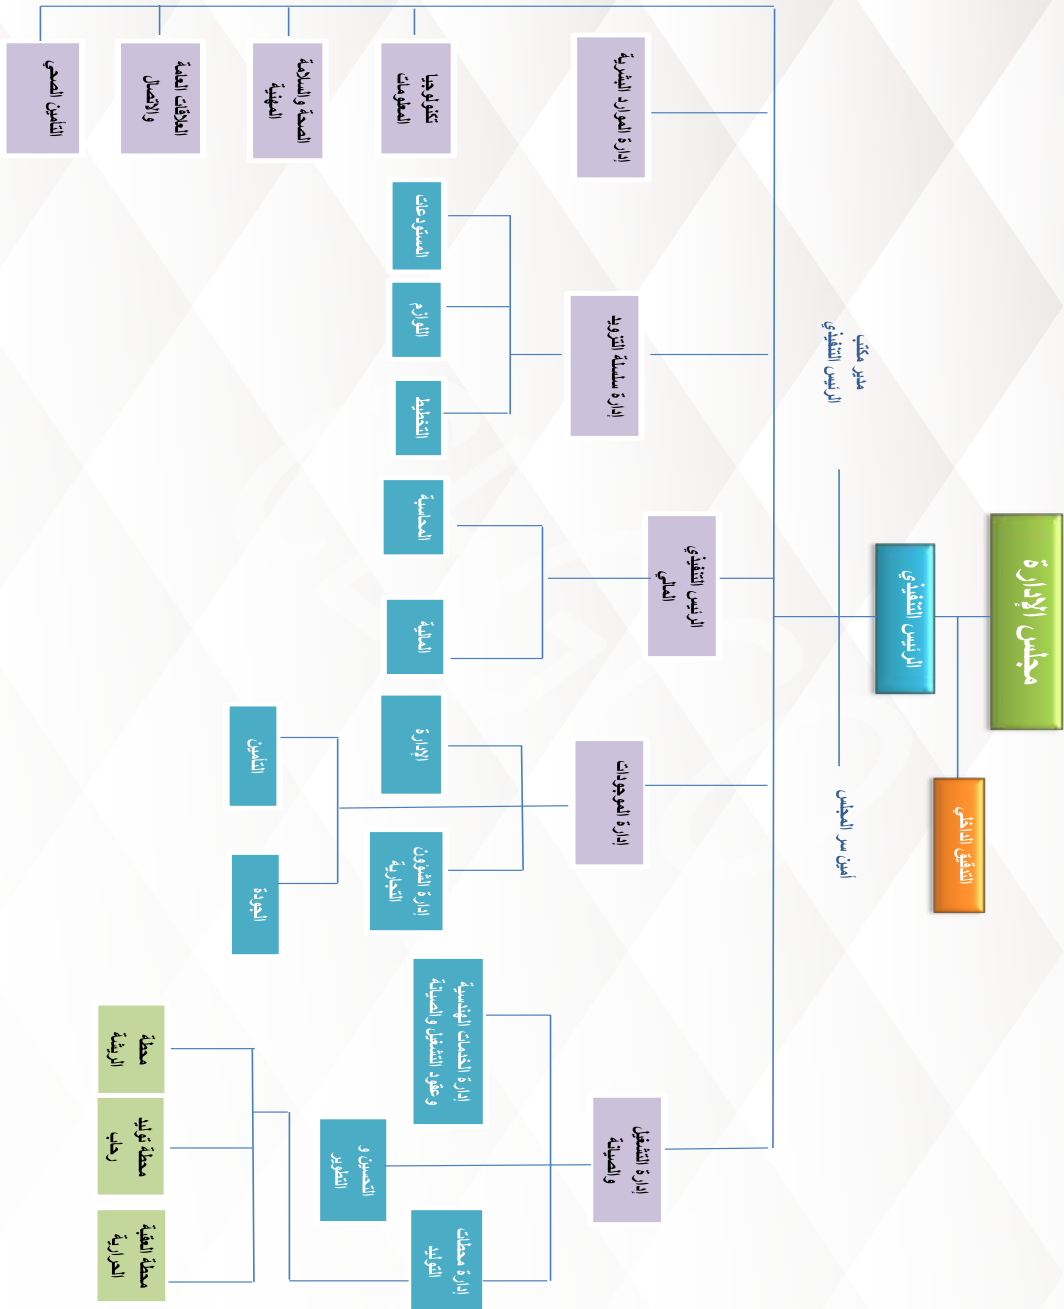 مجلس الإدارة
التدقيق الداخلي
الرئيس التنفيذي
أمين سر المجلس
مدير مكتب
الرئيس التنفيذي
إدارة التشغيل
والصيانة
إدارة الموجودات
الرئيس التنفيذي
المالي
إدارة سلسلة التزويد
إدارة الموارد البشرية
إدارة محطات
التوليد
التحسين و
التطوير
إدارة الخدمات الهندسية
وعقود التشغيل والصيانة
إدارة الشؤون
التجارية
الإدارة
المالية
المحاسبة
التخطيط
اللوازم
المستودعات
تكنولوجيا
المعلومات
الصحة والسلامة
المهنية
العلاقات العامة
والاتصال
التأمين الصحي
الجودة
التأمين
محطة العقبة
الحرارية
محطة توليد
رحاب
محطة
الريشة